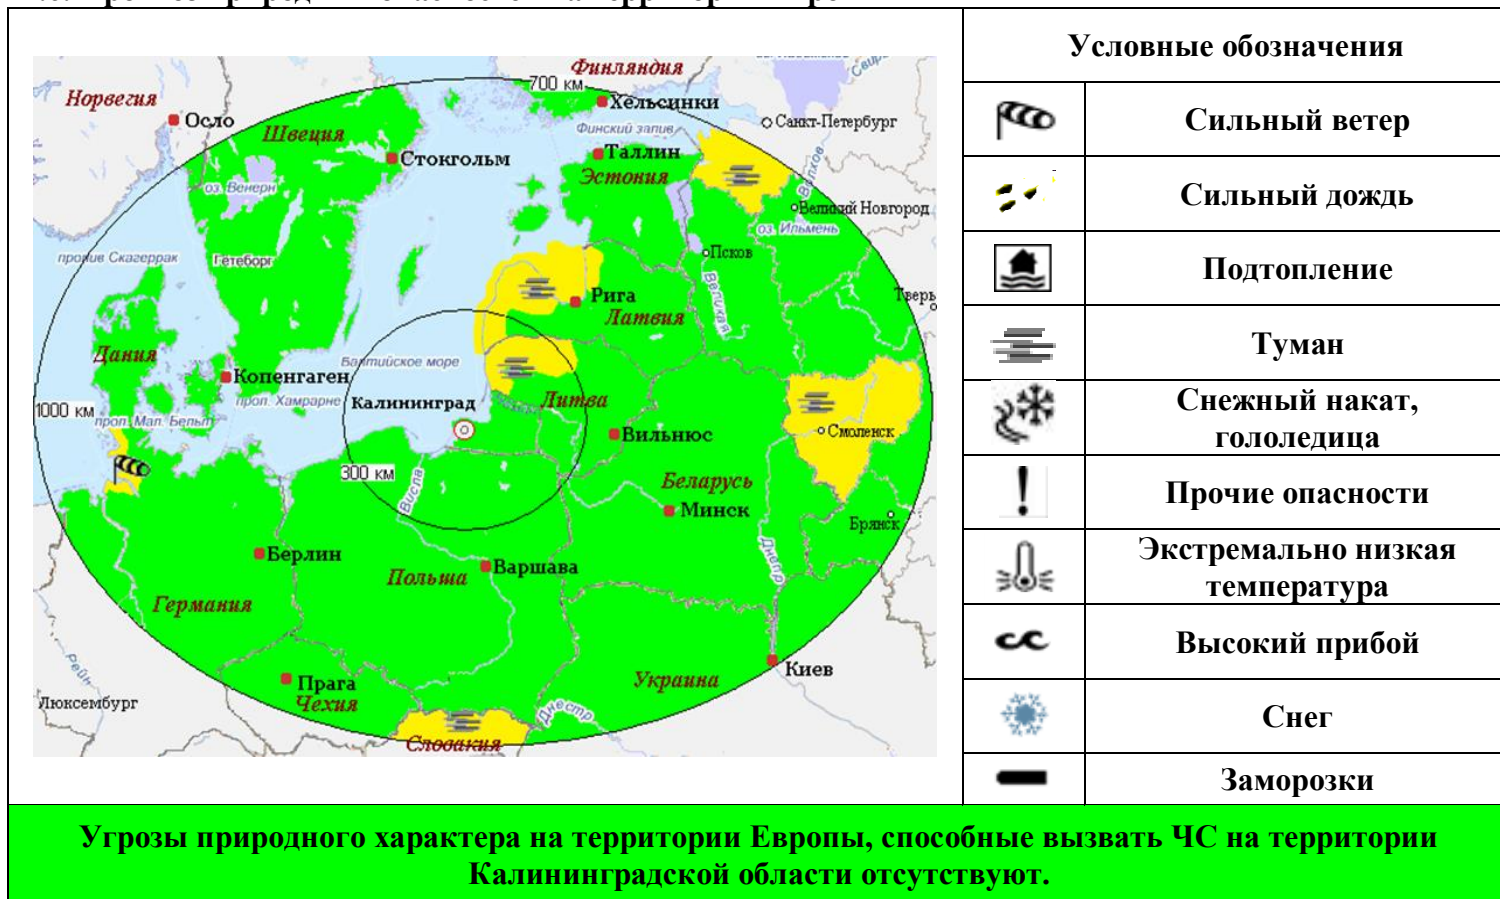 Условные обозначения
Сильный ветер
Сильный дождь
Подтопление
Туман
Снежный накат,
гололедица
Прочие опасности
Экстремально низкая
температура
Высокий прибой
Снег
Заморозки
Финляндия
700 км
Норвегия
Хельсинки
Осло
Санкт-Петербург
Финский залив
Швеция
Таллин
Стокгольм
Эстония
Волхов
оз. Венерн
Великий Новгород
оз. Ильмень
пролив Скагеррак
Гетеборг
Псков
Великая
Рига
Тверь
Латвия
Дания
Балтийское море
Копенгаген
Калининград
Литва
прол. Хамрарне
1000 км
прол. Мал. Бельт
Вильнюс
Смоленск
300 км
Висла
Беларусь
Минск
Брянск
Берлин
Днепр
Варшава
Польша
Германия
Рейн
Киев
Прага
Украина
Чехия
Люксембург
Днестр
Словакия
Угрозы природного характера на территории Европы, способные вызвать ЧС на территории
Калининградской области отсутствуют.